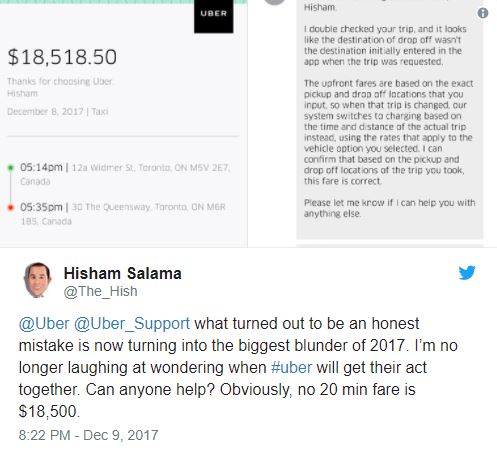 UBER
$18,518.50
Thanks for choosing Uber.
Hisham
December 8, 2017 | Taxi
05:14pm | 12a Widmer St, Toronto, ON M5V 2E7,
Canada
05:35pm | 30 The Queensway, Toronto, ON M6R
1B5, Canada
Hisham.
I double checked your trip, and it looks
like the destination of drop off wasn't
the destination initially entered in the
app when the trip was requested.
The upfront fares are based on the exact
pickup and drop off locations that you
input, so when that trip is changed, our
system switches to charging based on
the time and distance of the actual trip
instead, using the rates that apply to the
vehicle option you selected. I can
confirm that based on the pickup and
drop off locations of the trip you took,
this fare is correct.
Please let me know if I can help you with
anything else.
Hisham Salama
@The_Hish
@Uber @Uber_Support what turned out to be an honest
mistake is now turning into the biggest blunder of 2017. I'm no
longer laughing at wondering when #uber will get their act
together. Can anyone help? Obviously, no 20 min fare is
$18,500.
8:22 PM - Dec 9, 2017